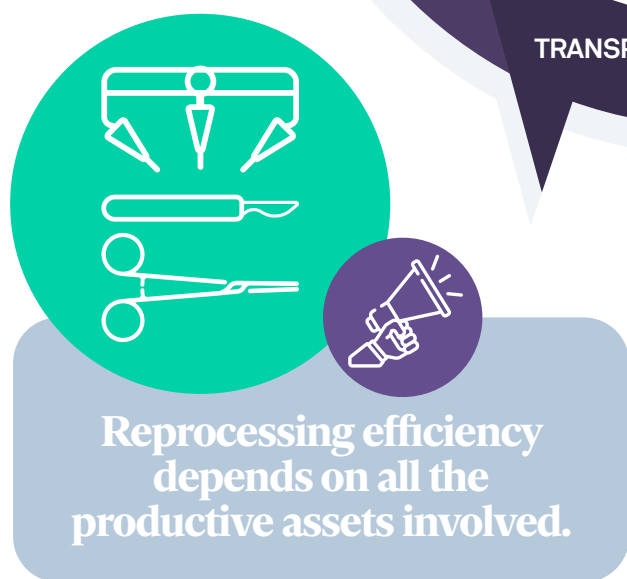 TRANSP
Reprocessing efficiency
depends on all the
productive assets involved.